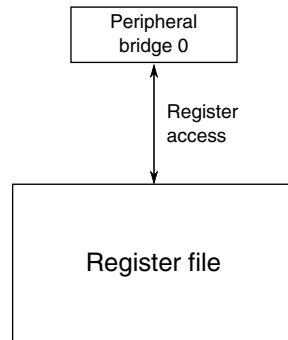 Peripheral
bridge 0
Register
access
Register file